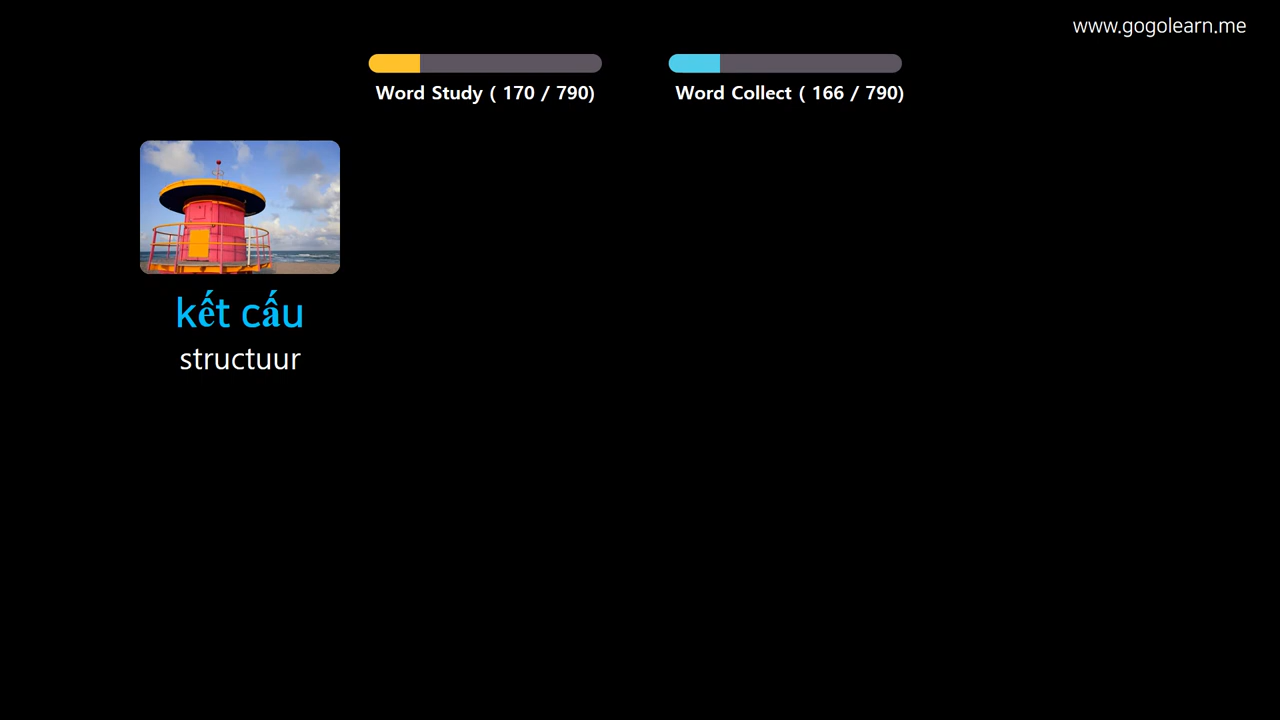 www.gogolearn.me
Word Study ( 170 / 790)
Word Collect ( 166 / 790)
kết cấu
structuur